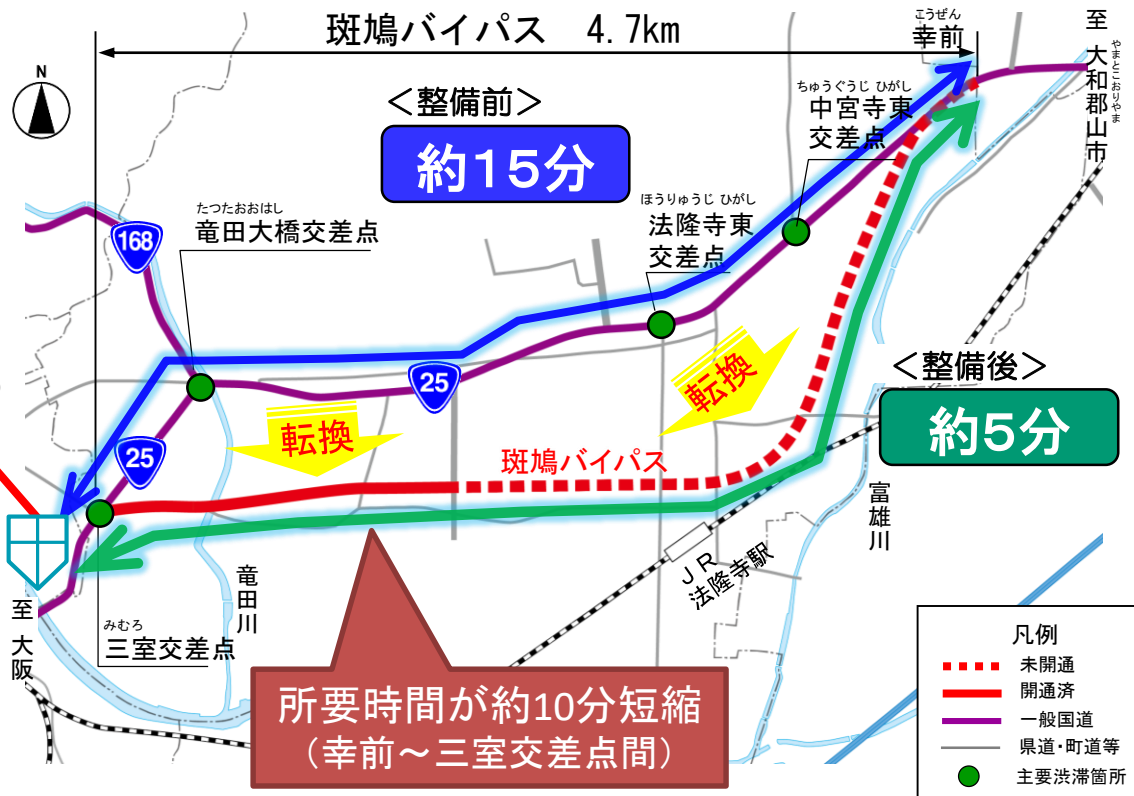 斑鳩バイパス 4.7km
こうぜん
幸前
至 大和郡山市
やまとこおりやま
N
<整備前>
約15分
ちゅうぐうじ ひがし
中宮寺東
交差点
ほうりゅうじ ひがし
法隆寺東
交差点
たつたおおはし
竜田大橋交差点
168
25
転換
転換
<整備後>
約5分
25
斑鳩バイパス
富雄川
JR
法隆寺駅
竜田川
至 大阪
みむろ
三室交差点
所要時間が約10分短縮
(幸前～三室交差点間)
凡例
未開通
開通済
一般国道
県道・町道等
主要渋滞箇所